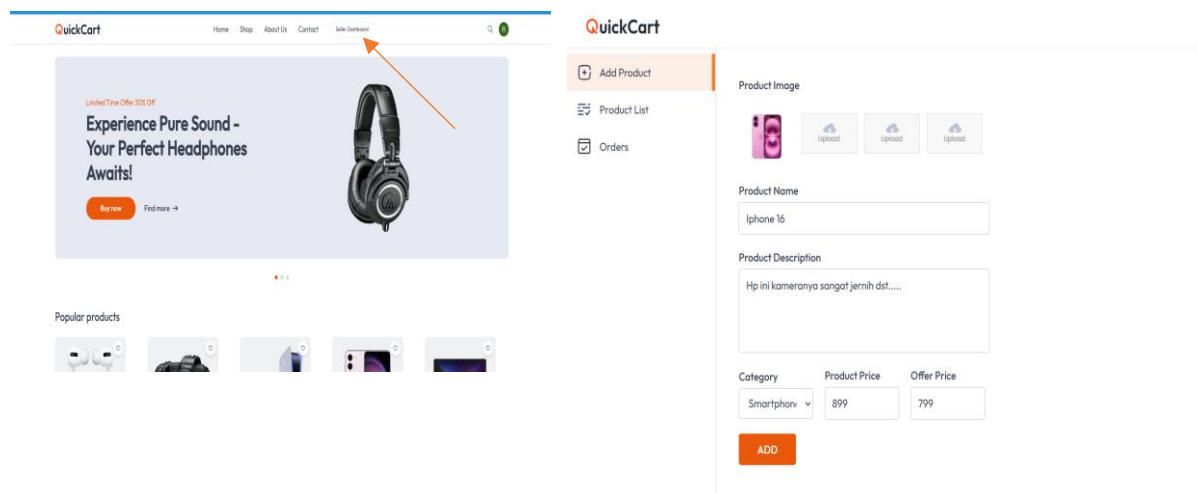 QuickCart
Home Shop About Us Contact Seller Dashboard
Limited Time Offer 30% Off
Experience Pure Sound -
Your Perfect Headphones
Awaits!
Buy now Find more →
Popular products
QuickCart
Add Product
Product List
Orders
Product Image
Upload Upload Upload
Product Name
Iphone 16
Product Description
Hp ini kameranya sangat jernih dst.....
Category Product Price Offer Price
Smartphon 899 799
ADD